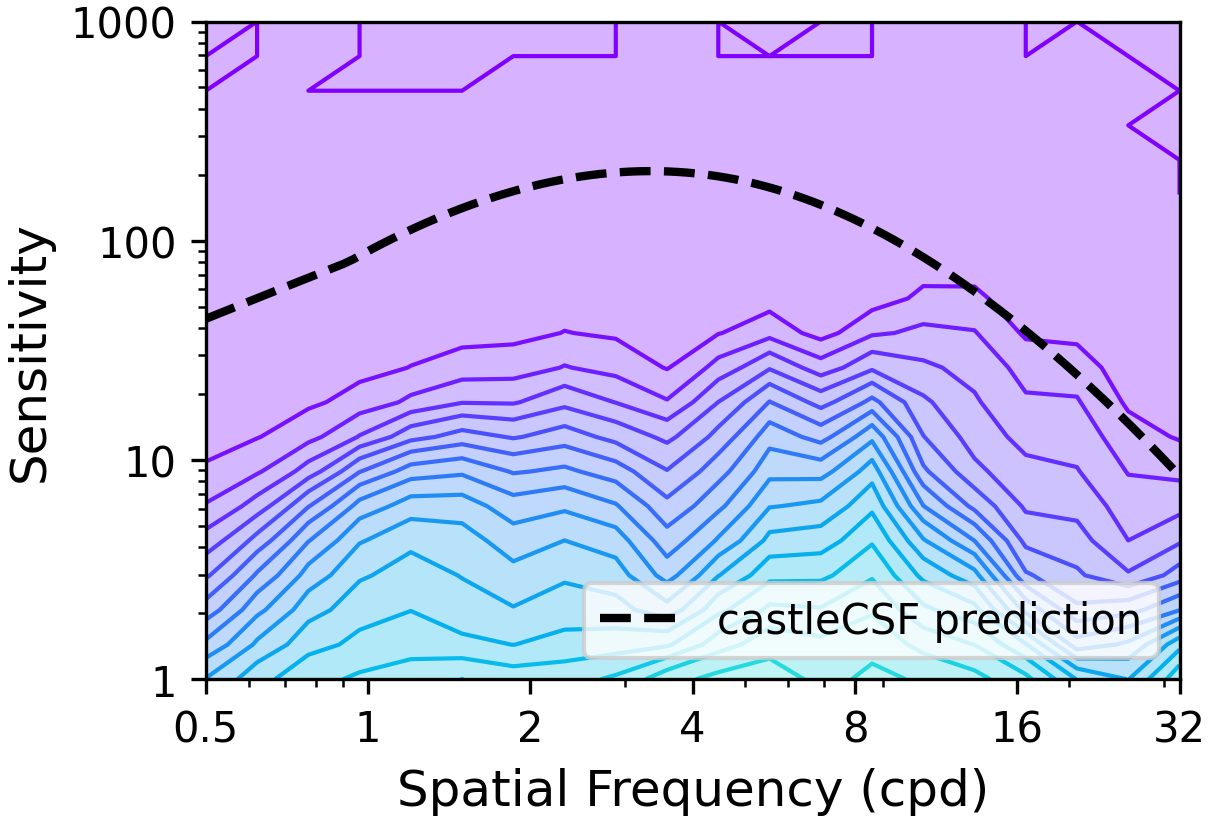 1000
100
10
1
Sensitivity
castleCSF prediction
0.5 1 2 4 8 16 32
Spatial Frequency (cpd)